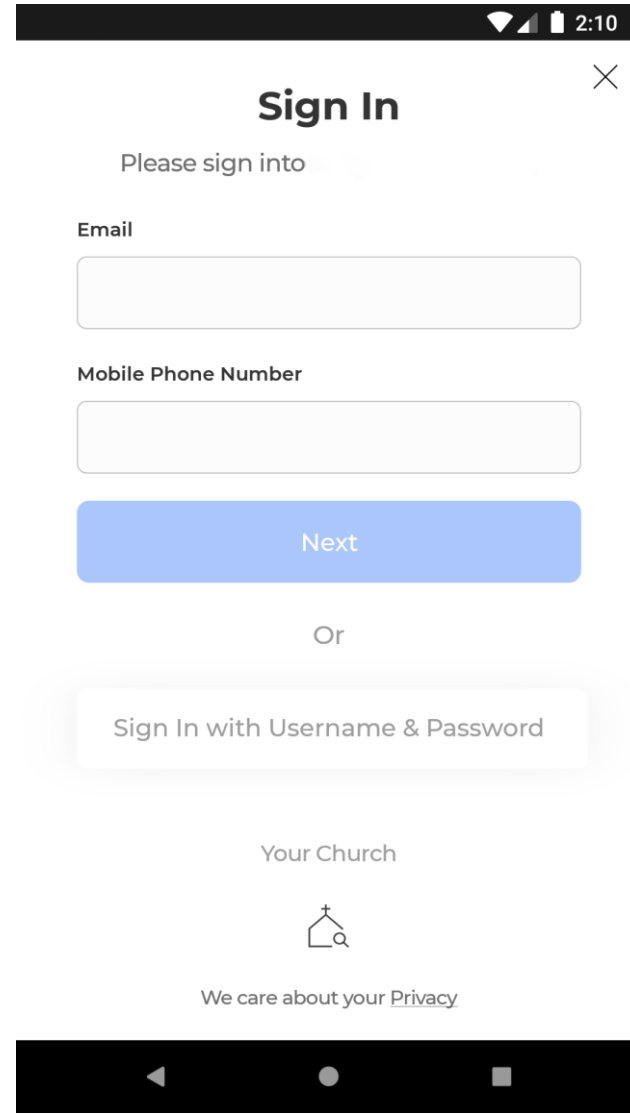 2:10
Sign In
Please sign into
Email
Mobile Phone Number
Next
Or
Sign In with Username & Password
Your Church
We care about your Privacy